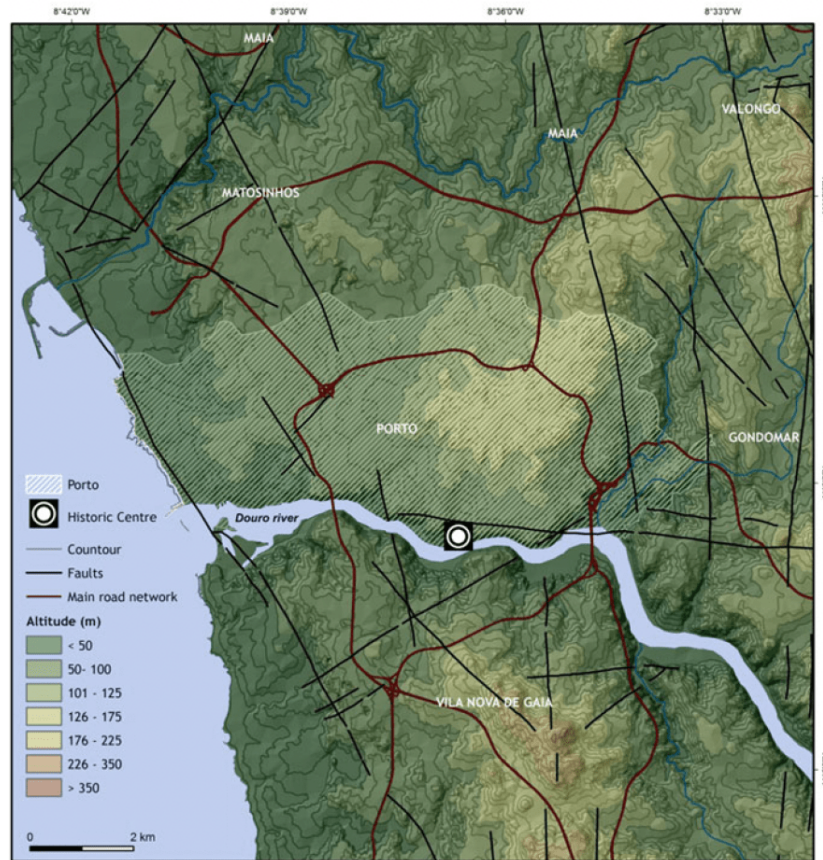 8°42'0"W 8°39'0"W 8°36'0"W 8°33'0"W
MAIA
VALONGO
MAIA
MATOSINHOS
PORTO
GONDOMAR
Porto
Historic Centre
Douro river
Countour
Faults
Main road network
Altitude (m)
< 50
50- 100
101 - 125
126 - 175
176 - 225
226 - 350
> 350
VILA NOVA DE GAIA
0 2 km